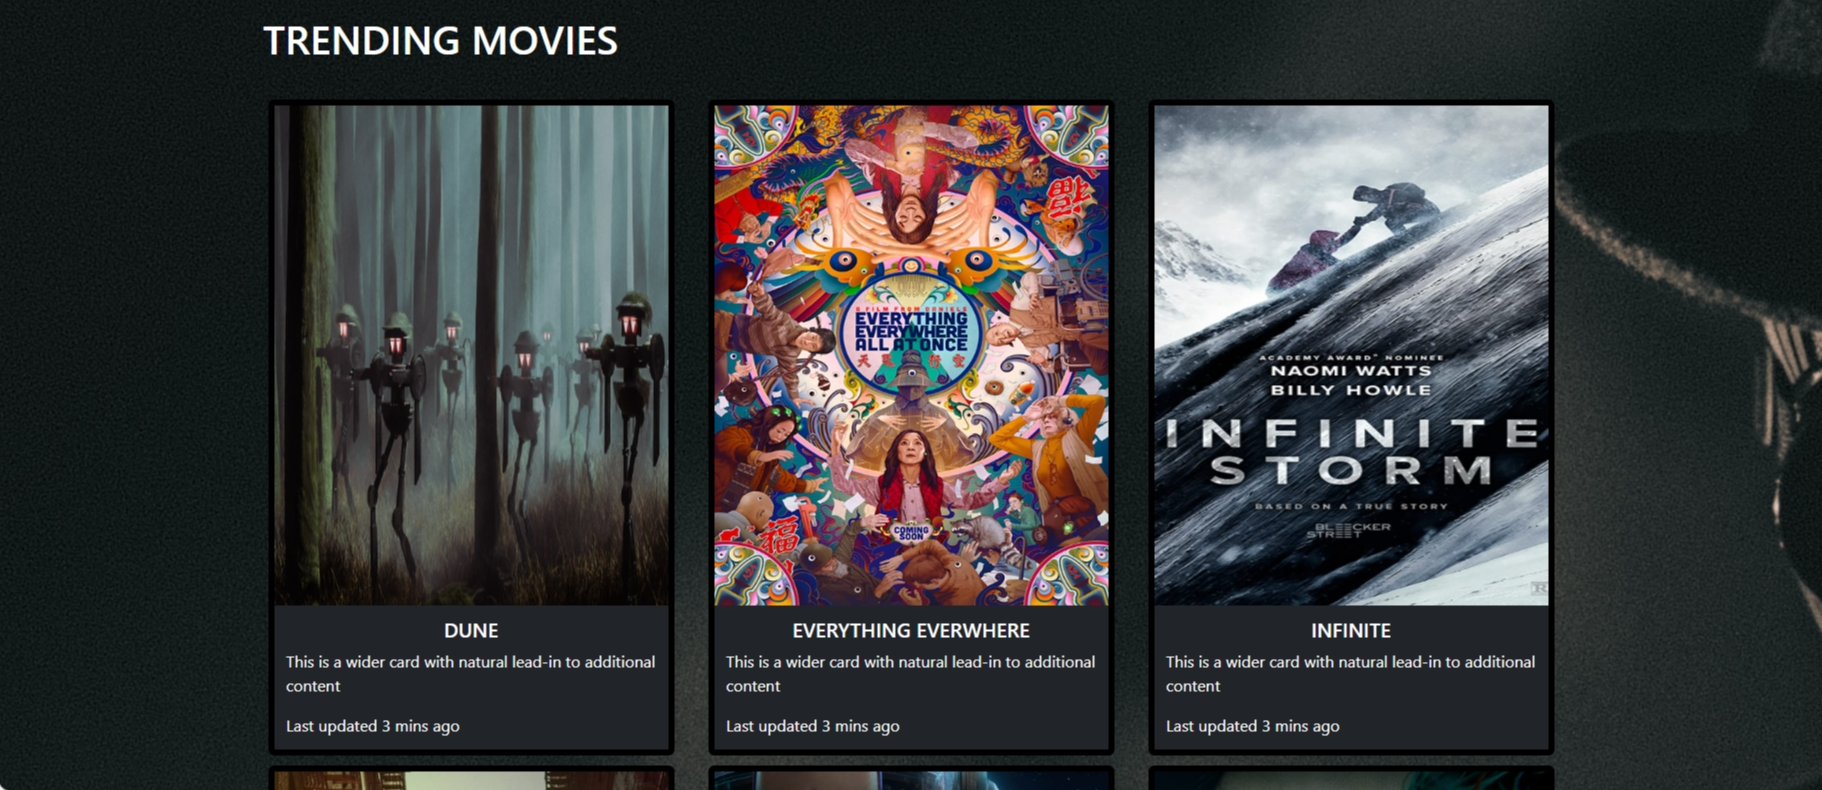 TRENDING MOVIES
A FILM FROM DANIELS
EVERYTHING
EVERYWHERE
ALL AT ONCE
福
COMING
SOON
ACADEMY AWARD® NOMINEE
NAOMI WATTS
BILLY HOWLE
INFINITE
STORM
BASED ON A TRUE STORY
BLEECKER
STREET
R
DUNE
This is a wider card with natural lead-in to additional
content
Last updated 3 mins ago
EVERYTHING EVERWHERE
This is a wider card with natural lead-in to additional
content
Last updated 3 mins ago
INFINITE
This is a wider card with natural lead-in to additional
content
Last updated 3 mins ago